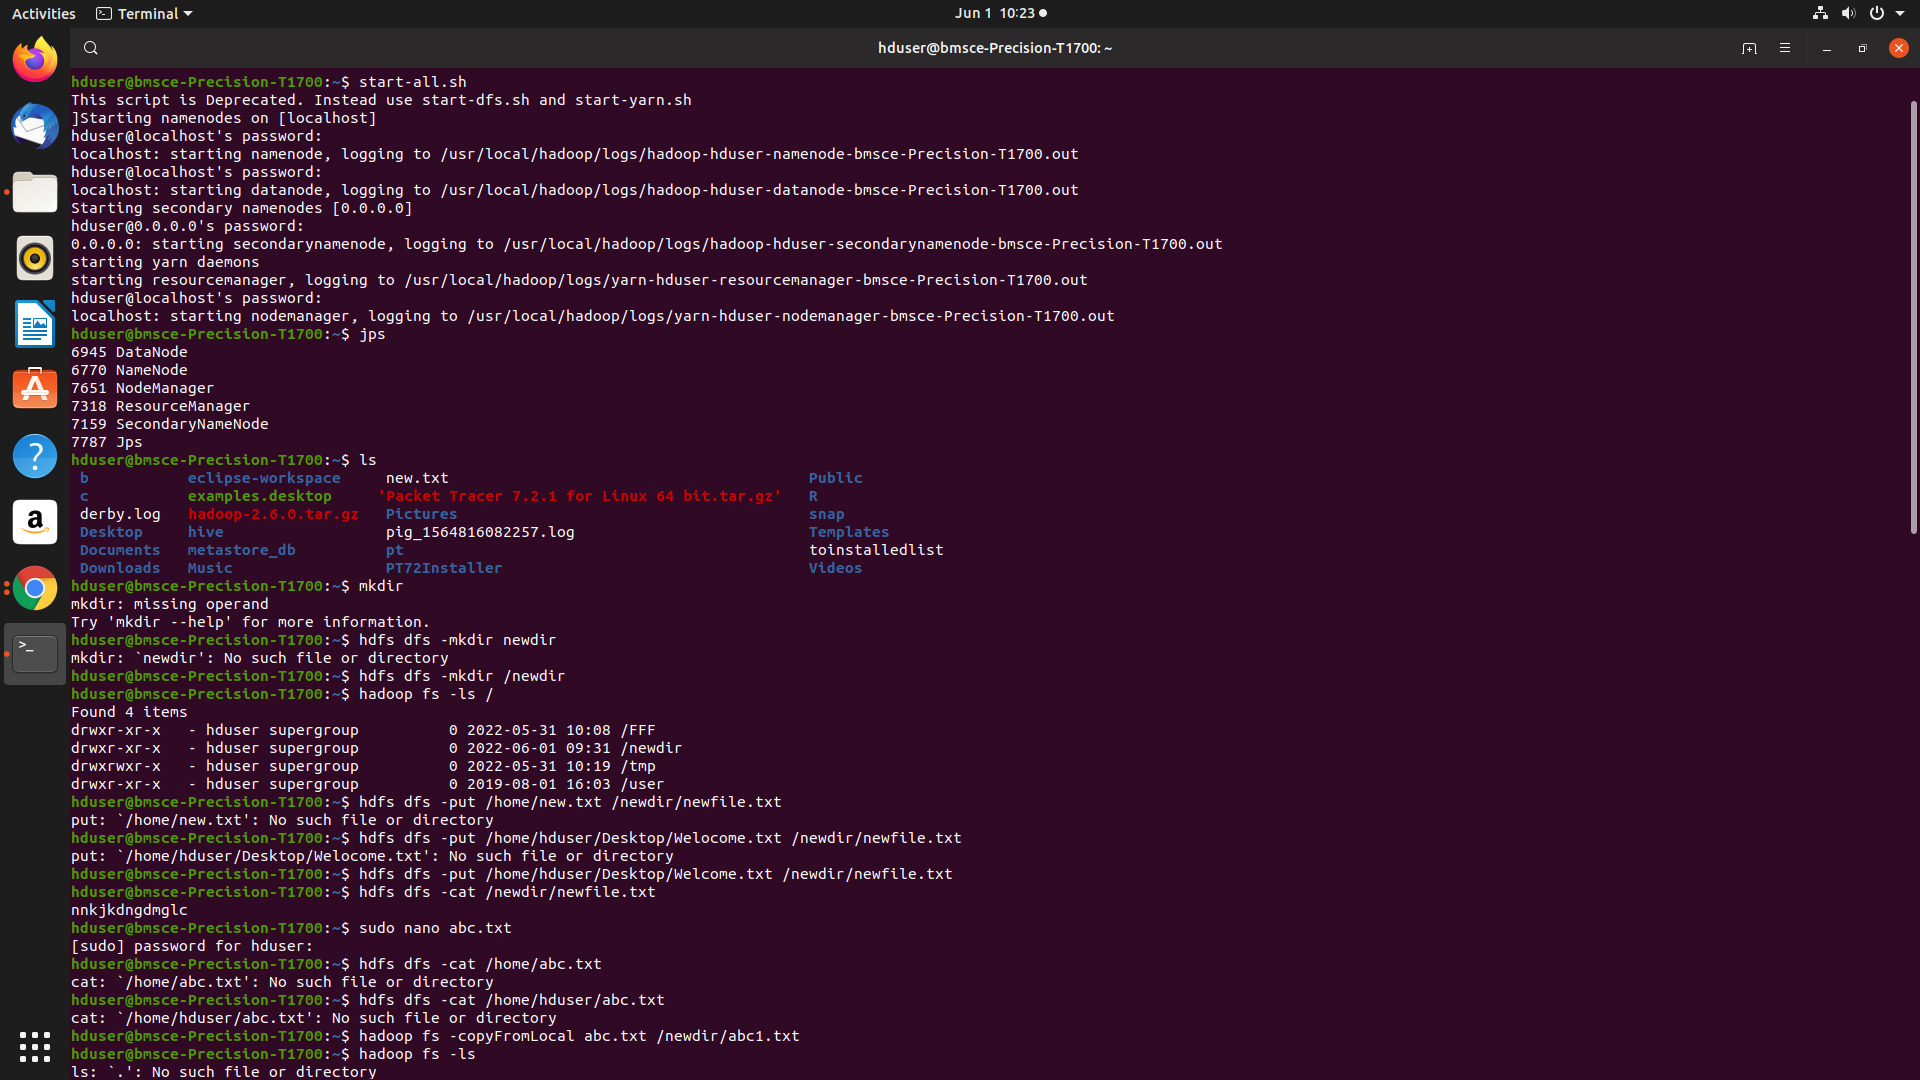 Activities Terminal Jun 1 10:23
hduser@bmsce-Precision-T1700: ~
hduser@bmsce-Precision-T1700:~$ start-all.sh
This script is Deprecated. Instead use start-dfs.sh and start-yarn.sh
]Starting namenodes on [localhost]
hduser@localhost's password:
localhost: starting namenode, logging to /usr/local/hadoop/logs/hadoop-hduser-namenode-bmsce-Precision-T1700.out
hduser@localhost's password:
localhost: starting datanode, logging to /usr/local/hadoop/logs/hadoop-hduser-datanode-bmsce-Precision-T1700.out
Starting secondary namenodes [0.0.0.0]
hduser@0.0.0.0's password:
0.0.0.0: starting secondarynamenode, logging to /usr/local/hadoop/logs/hadoop-hduser-secondarynamenode-bmsce-Precision-T1700.out
starting yarn daemons
starting resourcemanager, logging to /usr/local/hadoop/logs/yarn-hduser-resourcemanager-bmsce-Precision-T1700.out
hduser@localhost's password:
localhost: starting nodemanager, logging to /usr/local/hadoop/logs/yarn-hduser-nodemanager-bmsce-Precision-T1700.out
hduser@bmsce-Precision-T1700:~$ jps
6945 DataNode
6770 NameNode
7651 NodeManager
7318 ResourceManager
7159 SecondaryNameNode
7787 Jps
hduser@bmsce-Precision-T1700:~$ ls
b eclipse-workspace new.txt Public
c examples.desktop 'Packet Tracer 7.2.1 for Linux 64 bit.tar.gz' R
derby.log hadoop-2.6.0.tar.gz Pictures snap
Desktop hive pig_1564816082257.log Templates
Documents metastore_db pt toinstalledlist
Downloads Music PT72Installer Videos
hduser@bmsce-Precision-T1700:~$ mkdir
mkdir: missing operand
Try 'mkdir --help' for more information.
hduser@bmsce-Precision-T1700:~$ hdfs dfs -mkdir newdir
mkdir: `newdir': No such file or directory
hduser@bmsce-Precision-T1700:~$ hdfs dfs -mkdir /newdir
hduser@bmsce-Precision-T1700:~$ hadoop fs -ls /
Found 4 items
drwxr-xr-x - hduser supergroup 0 2022-05-31 10:08 /FFF
drwxr-xr-x - hduser supergroup 0 2022-06-01 09:31 /newdir
drwxrwxr-x - hduser supergroup 0 2022-05-31 10:19 /tmp
drwxr-xr-x - hduser supergroup 0 2019-08-01 16:03 /user
hduser@bmsce-Precision-T1700:~$ hdfs dfs -put /home/new.txt /newdir/newfile.txt
put: `/home/new.txt': No such file or directory
hduser@bmsce-Precision-T1700:~$ hdfs dfs -put /home/hduser/Desktop/Welocome.txt /newdir/newfile.txt
put: `/home/hduser/Desktop/Welocome.txt': No such file or directory
hduser@bmsce-Precision-T1700:~$ hdfs dfs -put /home/hduser/Desktop/Welcome.txt /newdir/newfile.txt
hduser@bmsce-Precision-T1700:~$ hdfs dfs -cat /newdir/newfile.txt
nnkjkdngdmglc
hduser@bmsce-Precision-T1700:~$ sudo nano abc.txt
[sudo] password for hduser:
hduser@bmsce-Precision-T1700:~$ hdfs dfs -cat /home/abc.txt
cat: `/home/abc.txt': No such file or directory
hduser@bmsce-Precision-T1700:~$ hdfs dfs -cat /home/hduser/abc.txt
cat: `/home/hduser/abc.txt': No such file or directory
hduser@bmsce-Precision-T1700:~$ hadoop fs -copyFromLocal abc.txt /newdir/abc1.txt
hduser@bmsce-Precision-T1700:~$ hadoop fs -ls
ls: `.': No such file or directory